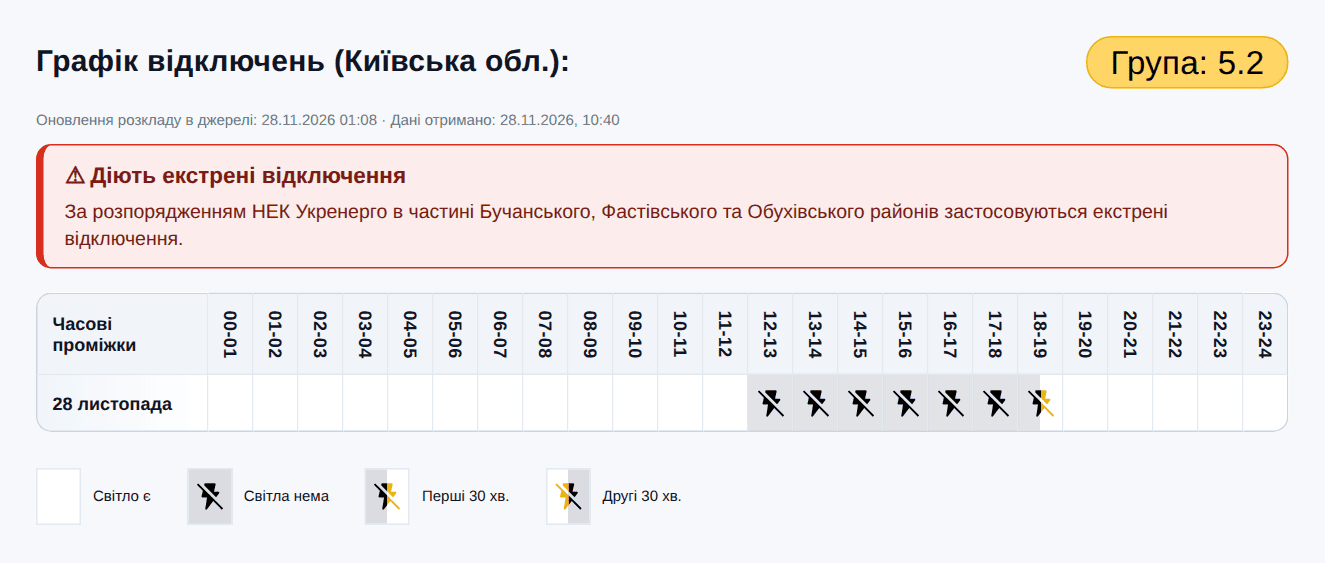 Графік відключень (Київська обл.):
Група: 5.2
Оновлення розкладу в джерелі: 28.11.2026 01:08 · Дані отримано: 28.11.2026, 10:40
⚠ Діють екстрені відключення
За розпорядженням НЕК Укренерго в частині Бучанського, Фастівського та Обухівського районів застосовуються екстрені
відключення.
Часові
проміжки
00-01
01-02
02-03
03-04
04-05
05-06
06-07
07-08
08-09
09-10
10-11
11-12
12-13
13-14
14-15
15-16
16-17
17-18
18-19
19-20
20-21
21-22
22-23
23-24
28 листопада
Світло є
Світла нема
Перші 30 хв.
Другі 30 хв.